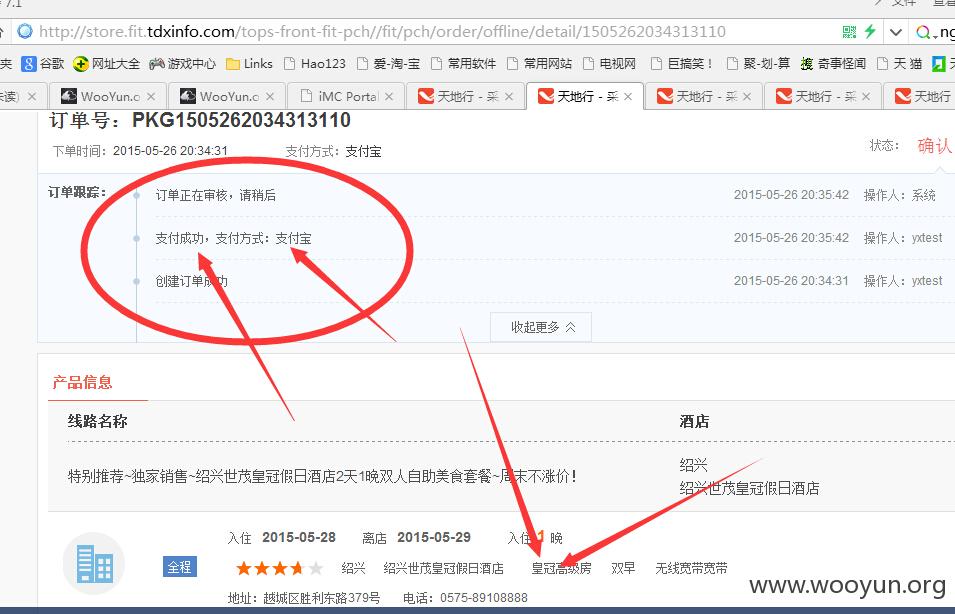 7.1 文件 查看
http://store.fit.tdxinfo.com/tops-front-fit-pch//fit/pch/order/offline/detail/1505262034313110
夹 谷歌 网址大全 游戏中心 Links Hao123 爱-淘-宝 常用软件 常用网站 电视网 巨搞笑! 聚-划-算 奇事怪闻 天 猫
未读) WooYun.c WooYun.c iMC Portal 天地行 - 采 天地行 - 采 天地行 - 采 天地行 - 采 天地行
订单号：PKG1505262034313110
下单时间：2015-05-26 20:34:31 支付方式：支付宝 状态： 确认
订单跟踪： 订单正在审核，请稍后 2015-05-26 20:35:42 操作人：系统
支付成功，支付方式：支付宝 2015-05-26 20:35:42 操作人：yxtest
创建订单成功 2015-05-26 20:34:31 操作人：yxtest
收起更多
产品信息
线路名称 酒店
特别推荐~独家销售~绍兴世茂皇冠假日酒店2天1晚双人自助美食套餐~周末不涨价！
绍兴
绍兴世茂皇冠假日酒店
入住 2015-05-28 离店 2015-05-29 入住 1 晚
全程 绍兴 绍兴世茂皇冠假日酒店 皇冠高级房 双早 无线宽带宽带
地址：越城区胜利东路379号 电话：0575-89108888
www.wooyun.org